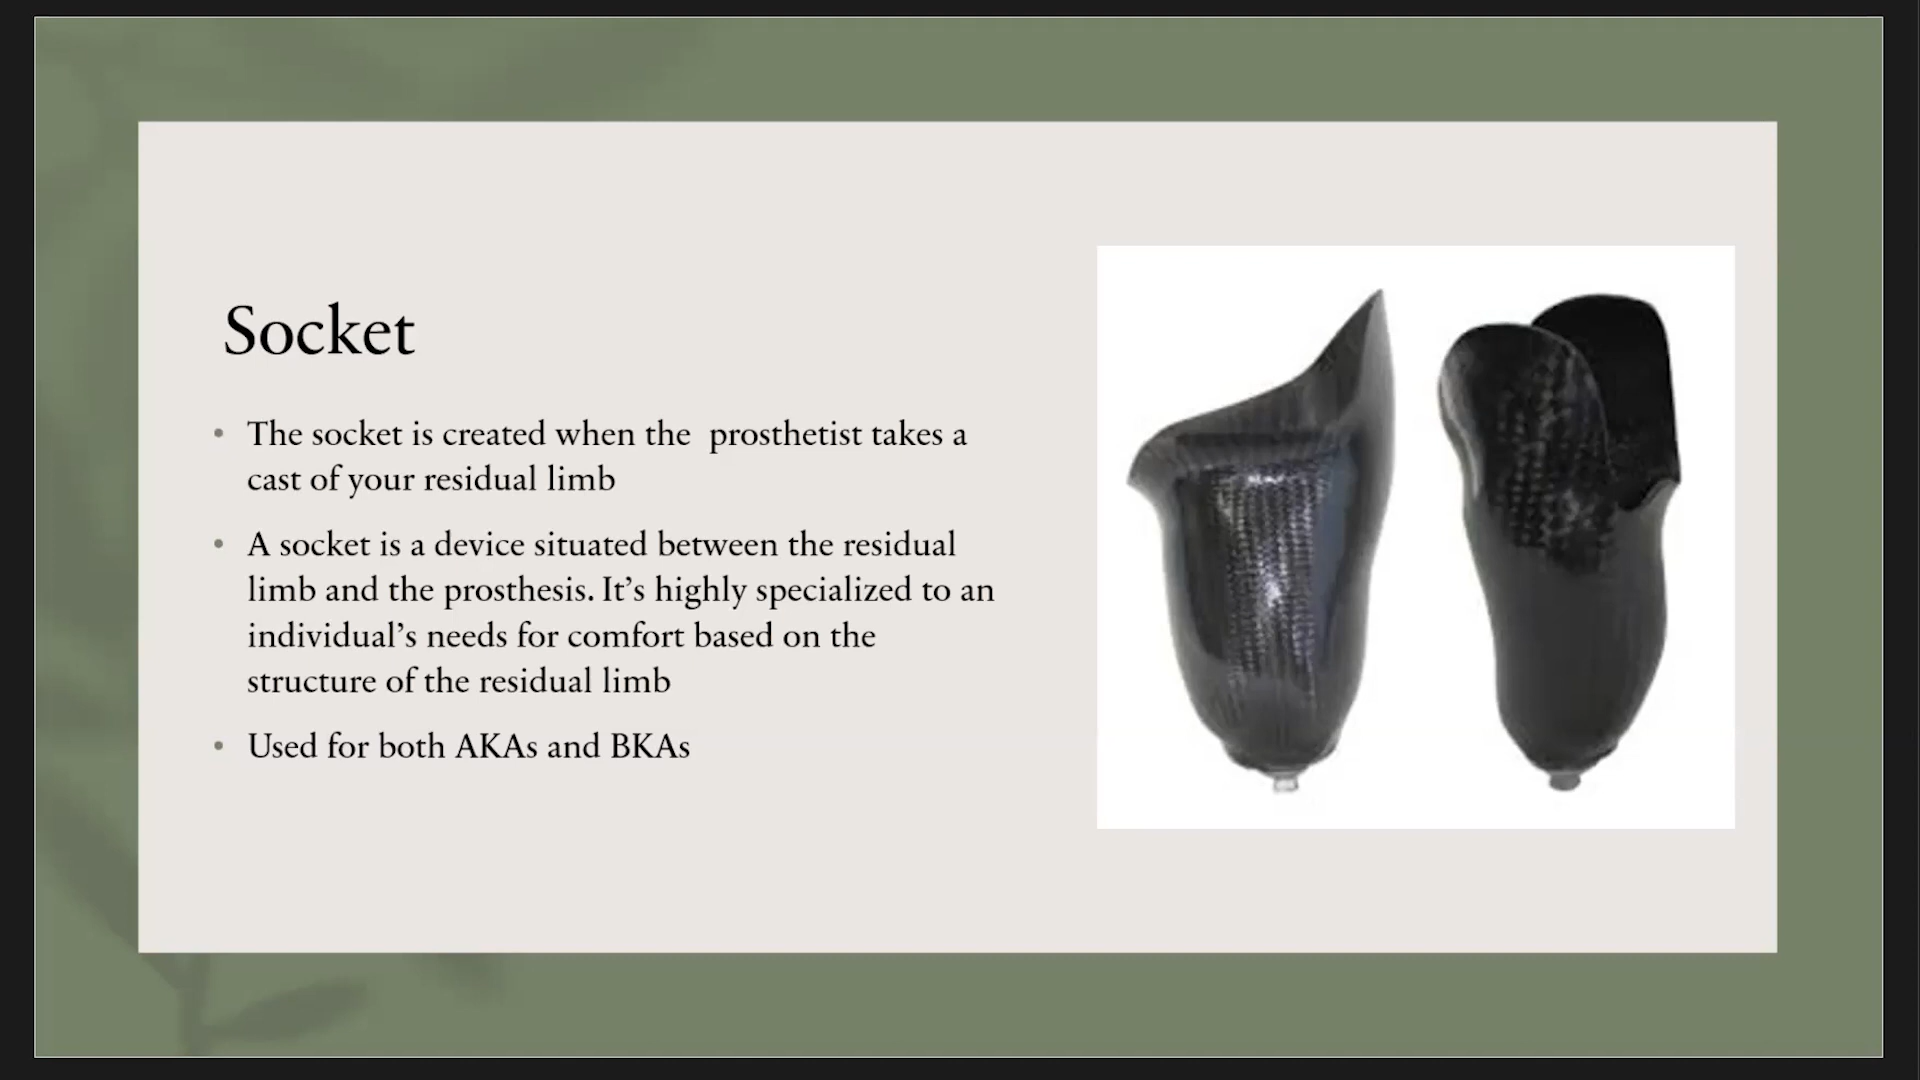 Socket
• The socket is created when the  prosthetist takes a
cast of your residual limb
• A socket is a device situated between the residual
limb and the prosthesis. It’s highly specialized to an
individual’s needs for comfort based on the
structure of the residual limb
• Used for both AKAs and BKAs